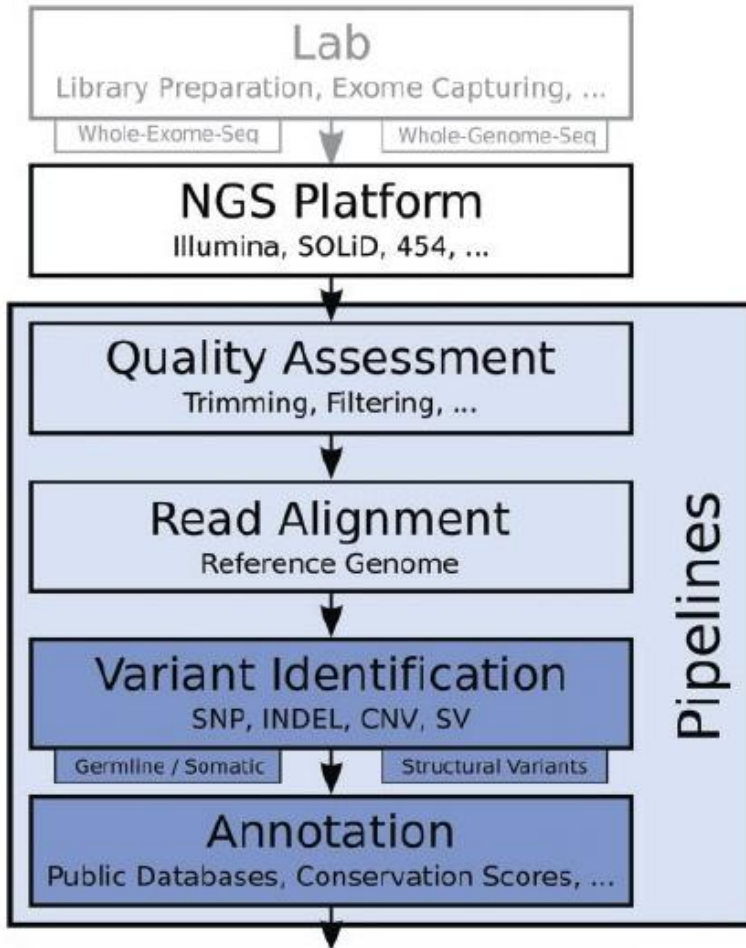 Lab
Library Preparation, Exome Capturing, ...
Whole-Exome-Seq
Whole-Genome-Seq
NGS Platform
Illumina, SOLiD, 454, ...
Quality Assessment
Trimming, Filtering, ...
Read Alignment
Reference Genome
Variant Identification
SNP, INDEL, CNV, SV
Germline / Somatic
Structural Variants
Annotation
Public Databases, Conservation Scores, ...
Pipelines